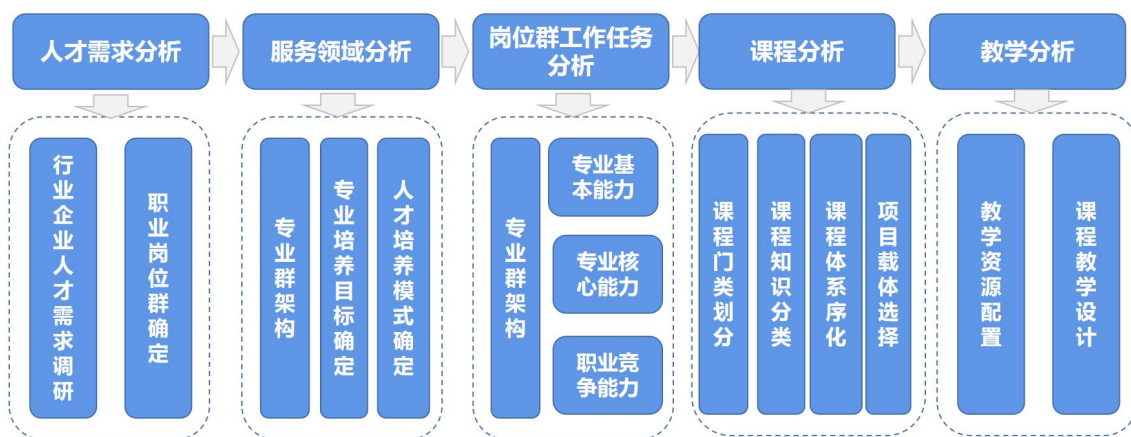 人才需求分析
服务领域分析
岗位群工作任务
分析
课程分析
教学分析
行业企业人才需求调研
职业岗位群确定
专业群架构
专业培养目标确定
人才培养模式确定
专业群架构
专业基
本能力
专业核
心能力
职业竞
争能力
课程门类划分
课程知识分类
课程体系序化
项目载体选择
教学资源配置
课程教学设计